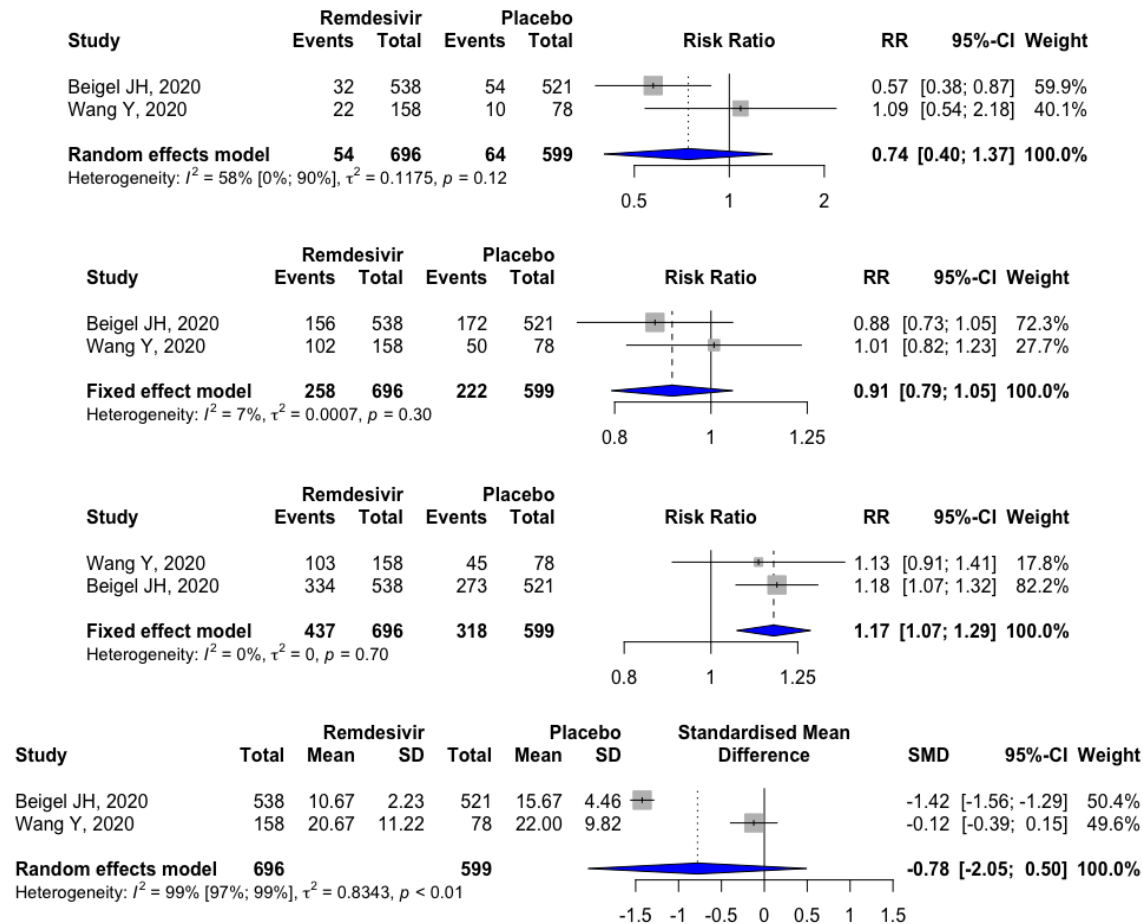 Remdesivir Placebo
Study Events Total Events Total Risk Ratio RR 95%-CI Weight
Beigel JH, 2020 32 538 54 521 0.57 [0.38; 0.87] 59.9%
Wang Y, 2020 22 158 10 78 1.09 [0.54; 2.18] 40.1%
Random effects model 54 696 64 599 0.74 [0.40; 1.37] 100.0%
Heterogeneity: I² = 58% [0%; 90%], τ² = 0.1175, p = 0.12
0.5 1 2
Remdesivir Placebo
Study Events Total Events Total Risk Ratio RR 95%-CI Weight
Beigel JH, 2020 156 538 172 521 0.88 [0.73; 1.05] 72.3%
Wang Y, 2020 102 158 50 78 1.01 [0.82; 1.23] 27.7%
Fixed effect model 258 696 222 599 0.91 [0.79; 1.05] 100.0%
Heterogeneity: I² = 7%, τ² = 0.0007, p = 0.30
0.8 1 1.25
Remdesivir Placebo
Study Events Total Events Total Risk Ratio RR 95%-CI Weight
Wang Y, 2020 103 158 45 78 1.13 [0.91; 1.41] 17.8%
Beigel JH, 2020 334 538 273 521 1.18 [1.07; 1.32] 82.2%
Fixed effect model 437 696 318 599 1.17 [1.07; 1.29] 100.0%
Heterogeneity: I² = 0%, τ² = 0, p = 0.70
0.8 1 1.25
Remdesivir Placebo Standardised Mean
Study Total Mean SD Total Mean SD Difference SMD 95%-CI Weight
Beigel JH, 2020 538 10.67 2.23 521 15.67 4.46 -1.42 [-1.56; -1.29] 50.4%
Wang Y, 2020 158 20.67 11.22 78 22.00 9.82 -0.12 [-0.39; 0.15] 49.6%
Random effects model 696 599 -0.78 [-2.05; 0.50] 100.0%
Heterogeneity: I² = 99% [97%; 99%], τ² = 0.8343, p < 0.01
-1.5 -1 -0.5 0 0.5 1 1.5